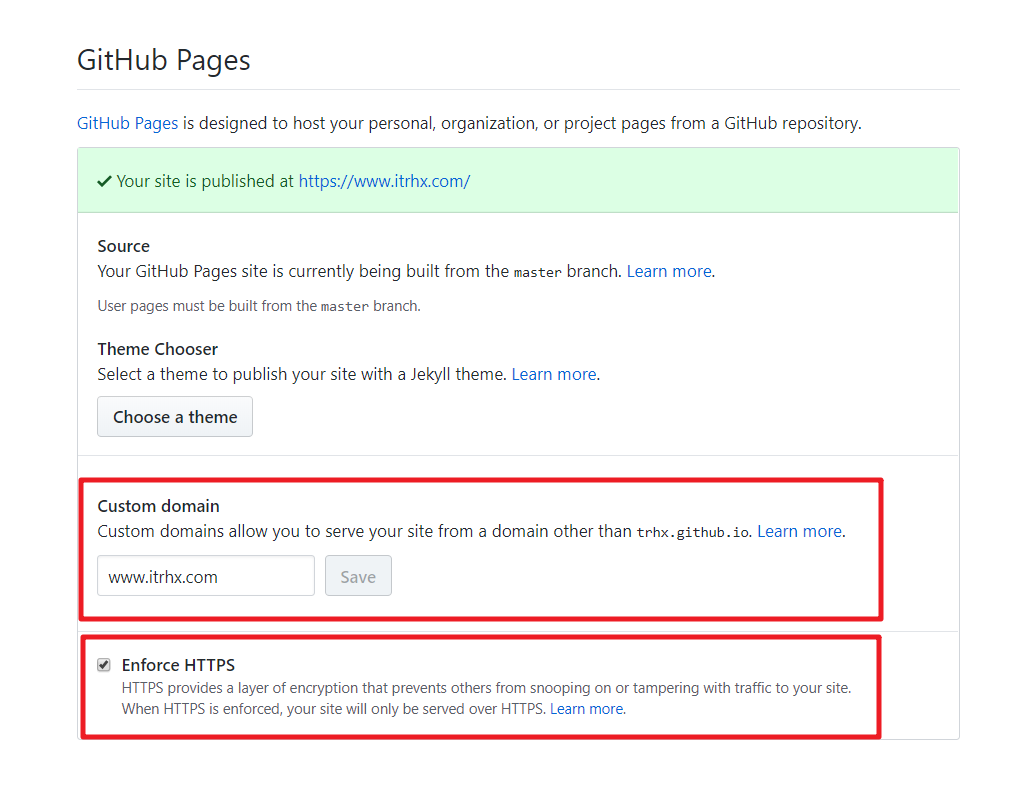 GitHub Pages
GitHub Pages is designed to host your personal, organization, or project pages from a GitHub repository.
Your site is published at https://www.itrhx.com/
Source
Your GitHub Pages site is currently being built from the master branch. Learn more.
User pages must be built from the master branch.
Theme Chooser
Select a theme to publish your site with a Jekyll theme. Learn more.
Choose a theme
Custom domain
Custom domains allow you to serve your site from a domain other than trhx.github.io. Learn more.
www.itrhx.com Save
Enforce HTTPS
HTTPS provides a layer of encryption that prevents others from snooping on or tampering with traffic to your site.
When HTTPS is enforced, your site will only be served over HTTPS. Learn more.